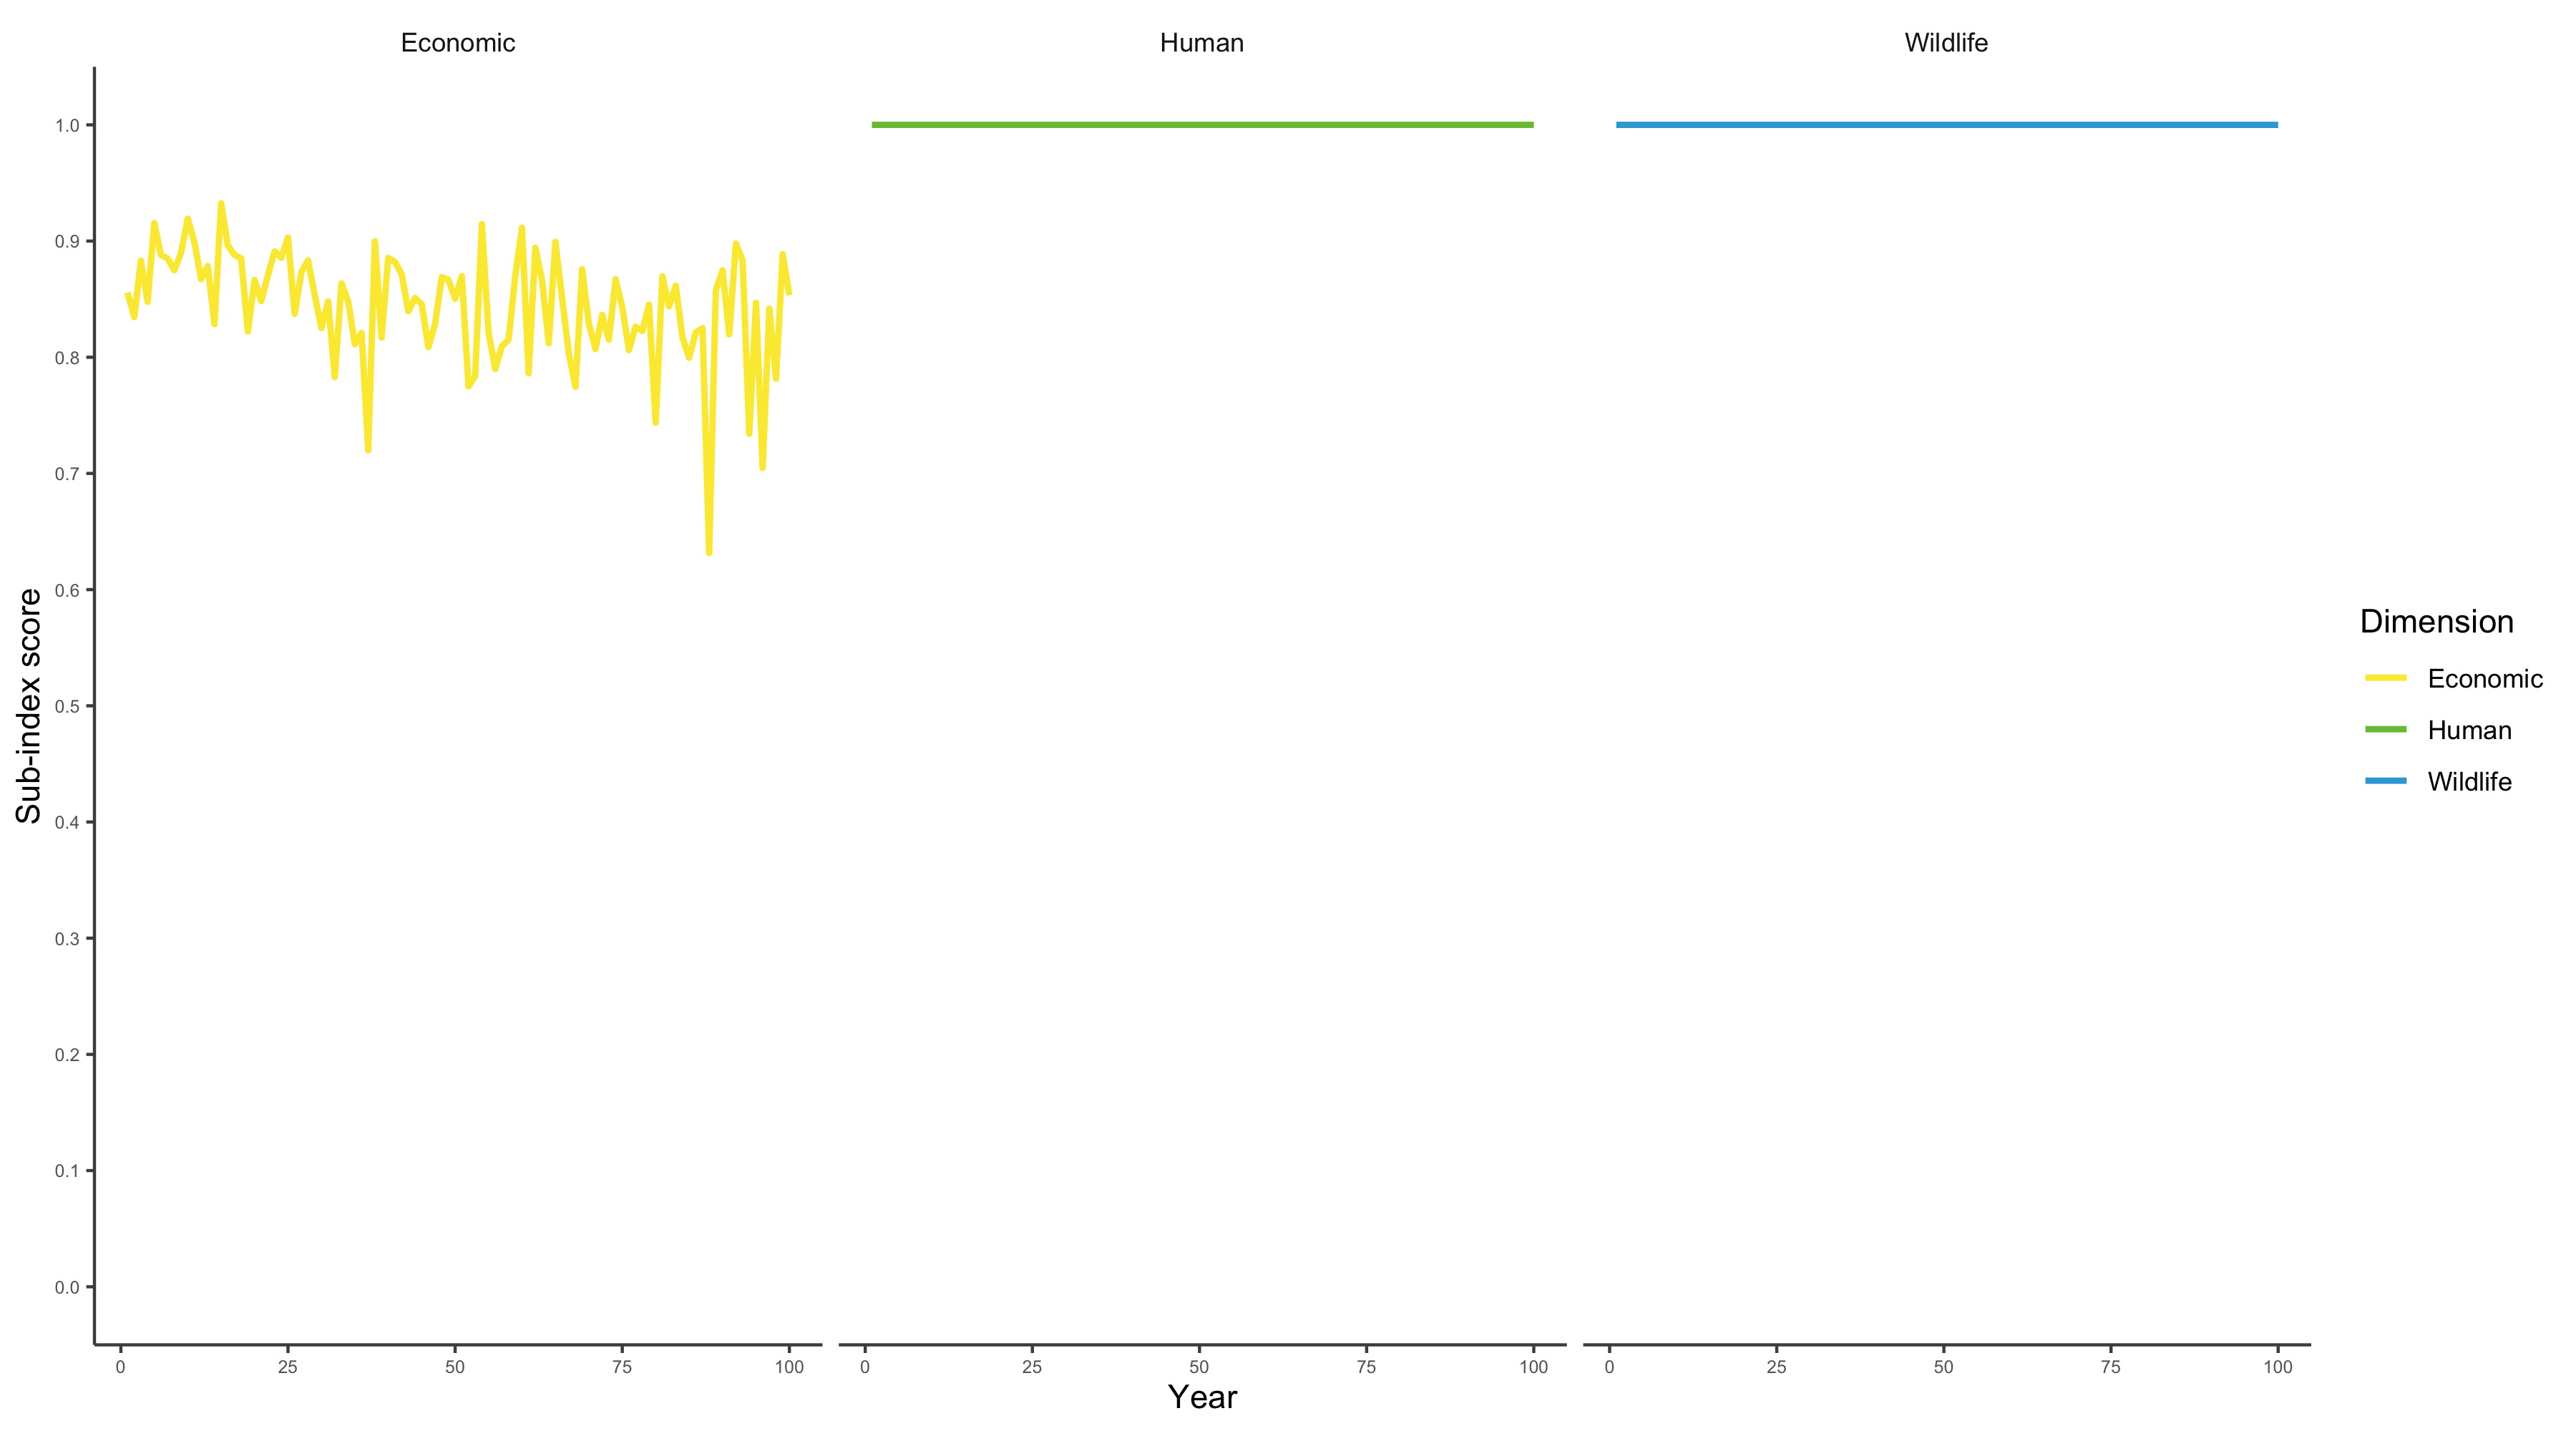 Economic Human Wildlife
1.0
0.9
0.8
0.7
0.6
0.5
0.4
0.3
0.2
0.1
0.0
Sub-index score
0 25 50 75 100 0 25 50 75 100 0 25 50 75 100
Year
Dimension
Economic
Human
Wildlife